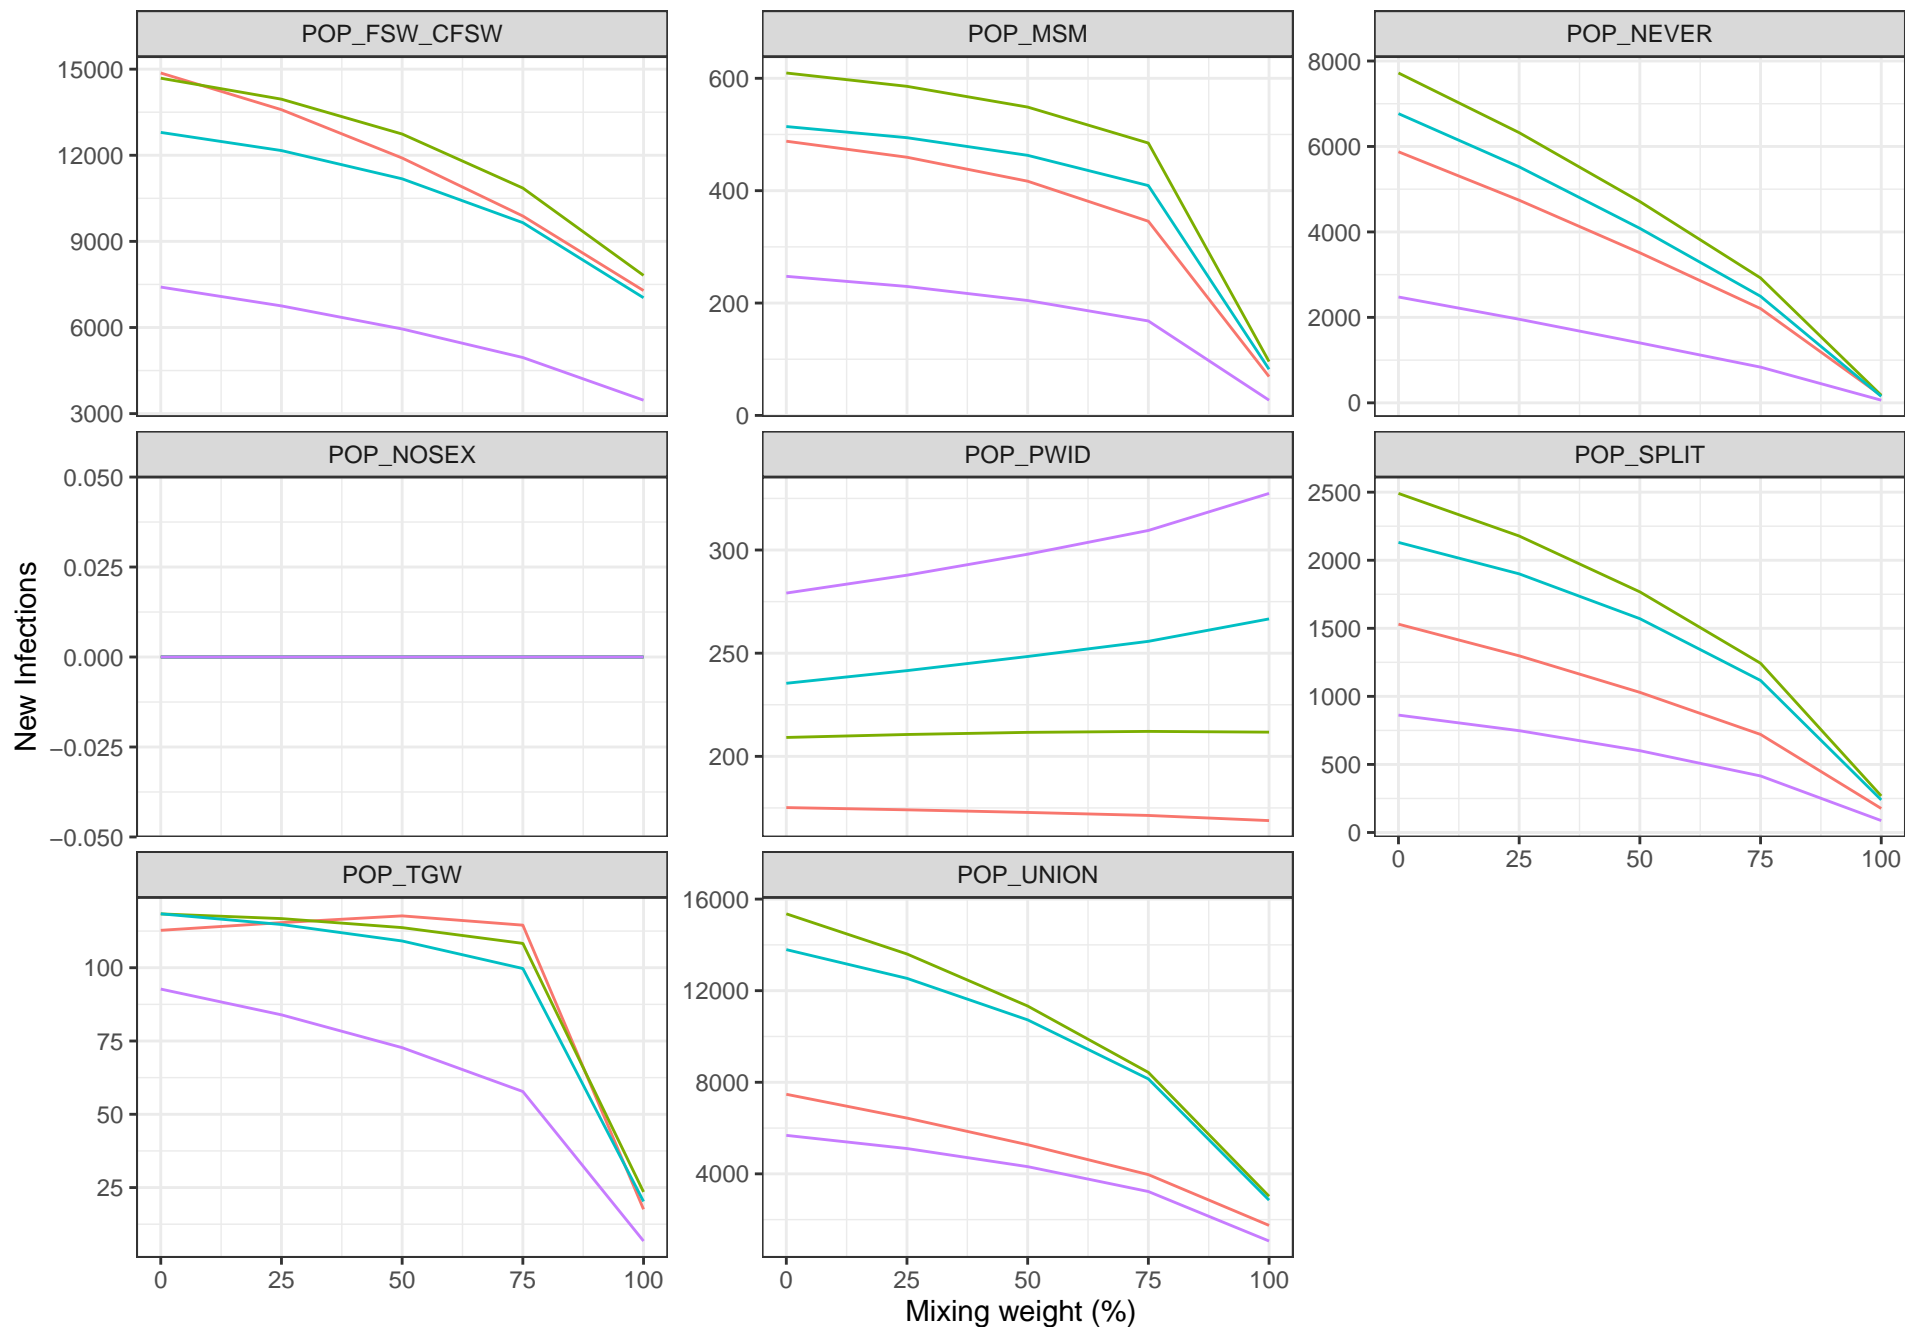 POP_FSW_CFSW
POP_MSM
POP_NEVER
15000
12000
9000
6000
3000
600
400
200
0
8000
6000
4000
2000
0
POP_NOSEX
POP_PWID
POP_SPLIT
New Infections
0.050
0.025
0.000
−0.025
−0.050
300
250
200
2500
2000
1500
1000
500
0
0 25 50 75 100
POP_TGW
POP_UNION
100
75
50
25
16000
12000
8000
4000
0 25 50 75 100
0 25 50 75 100
Mixing weight (%)